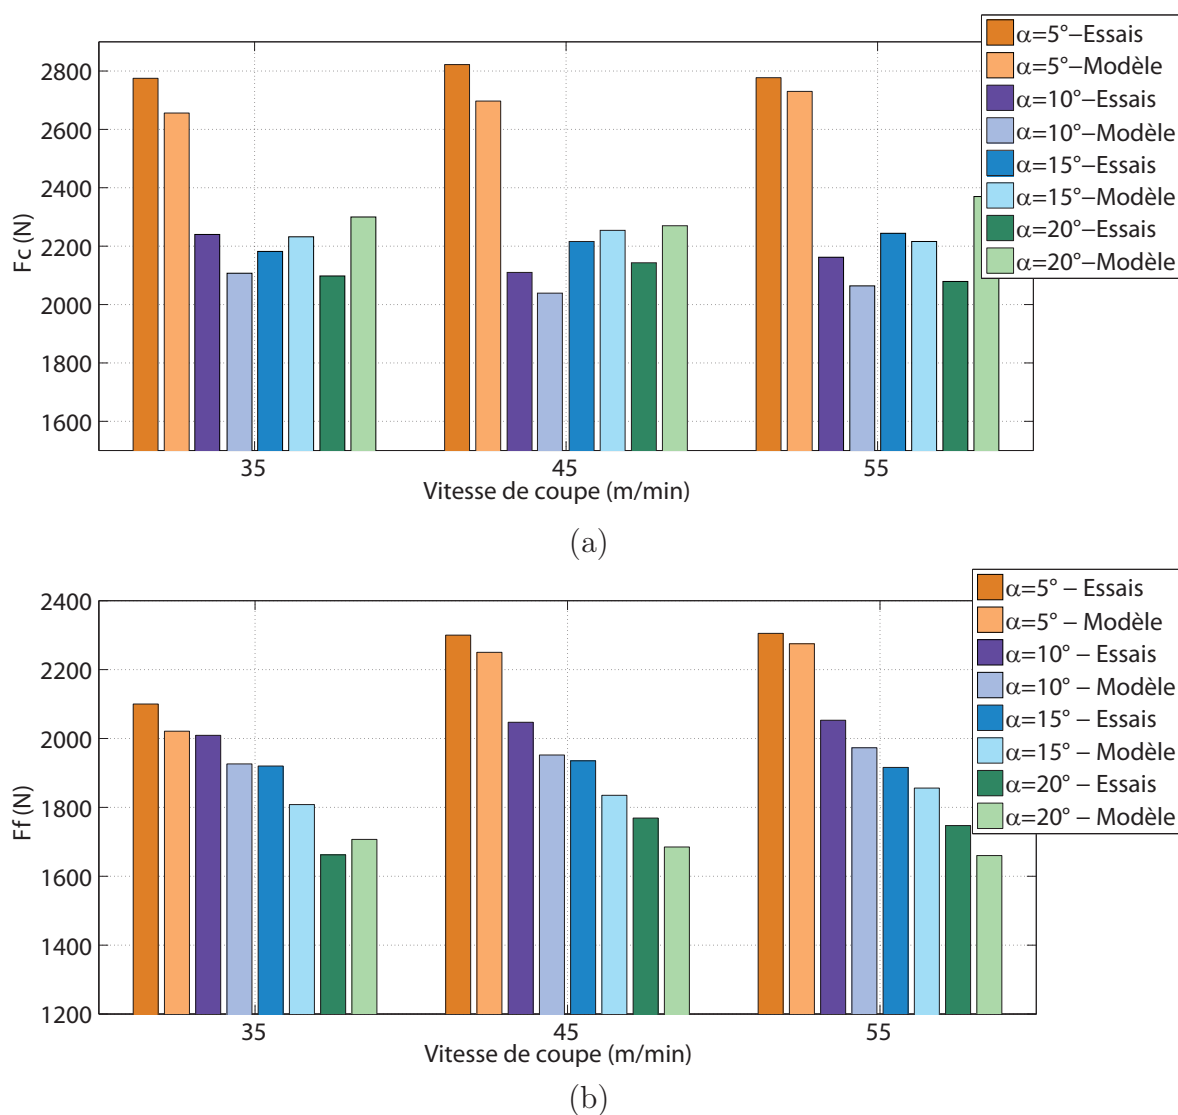 α=5°−Essais
α=5°−Modèle
α=10°−Essais
α=10°−Modèle
α=15°−Essais
α=15°−Modèle
α=20°−Essais
α=20°−Modèle
2800
2600
2400
2200
2000
1800
1600
Fc (N)
35
45
55
Vitesse de coupe (m/min)
(a)
α=5° − Essais
α=5° − Modèle
α=10° − Essais
α=10° − Modèle
α=15° − Essais
α=15° − Modèle
α=20° − Essais
α=20° − Modèle
2400
2200
2000
1800
1600
1400
1200
Ff (N)
35
45
55
Vitesse de coupe (m/min)
(b)